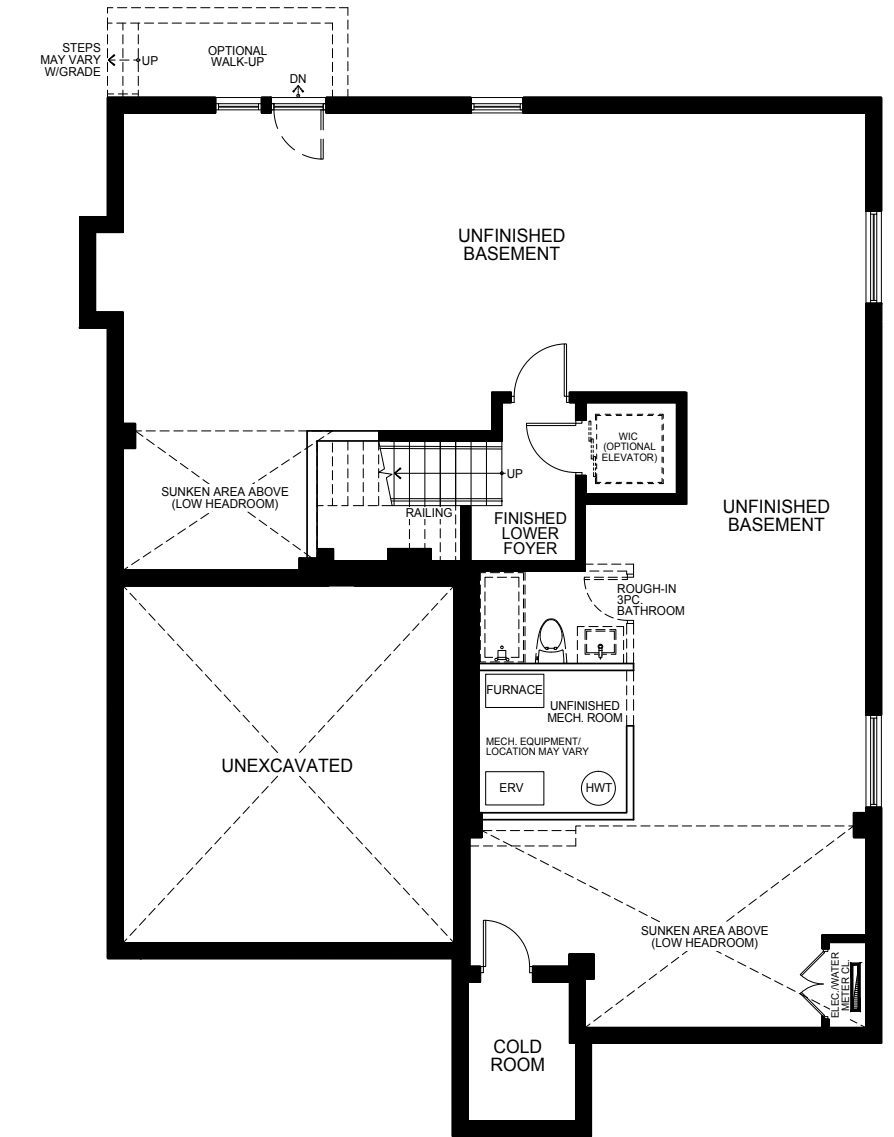 STEPS
MAY VARY
W/GRADE
UP
OPTIONAL
WALK-UP
DN
UNFINISHED
BASEMENT
WIC
(OPTIONAL
ELEVATOR)
UP
SUNKEN AREA ABOVE
(LOW HEADROOM)
RAILING
FINISHED
LOWER
FOYER
UNFINISHED
BASEMENT
ROUGH-IN
3PC.
BATHROOM
FURNACE
UNFINISHED
MECH. ROOM
MECH. EQUIPMENT/
LOCATION MAY VARY
ERV
HWT
UNEXCAVATED
SUNKEN AREA ABOVE
(LOW HEADROOM)
ELEC./WATER
METER CL.
COLD
ROOM